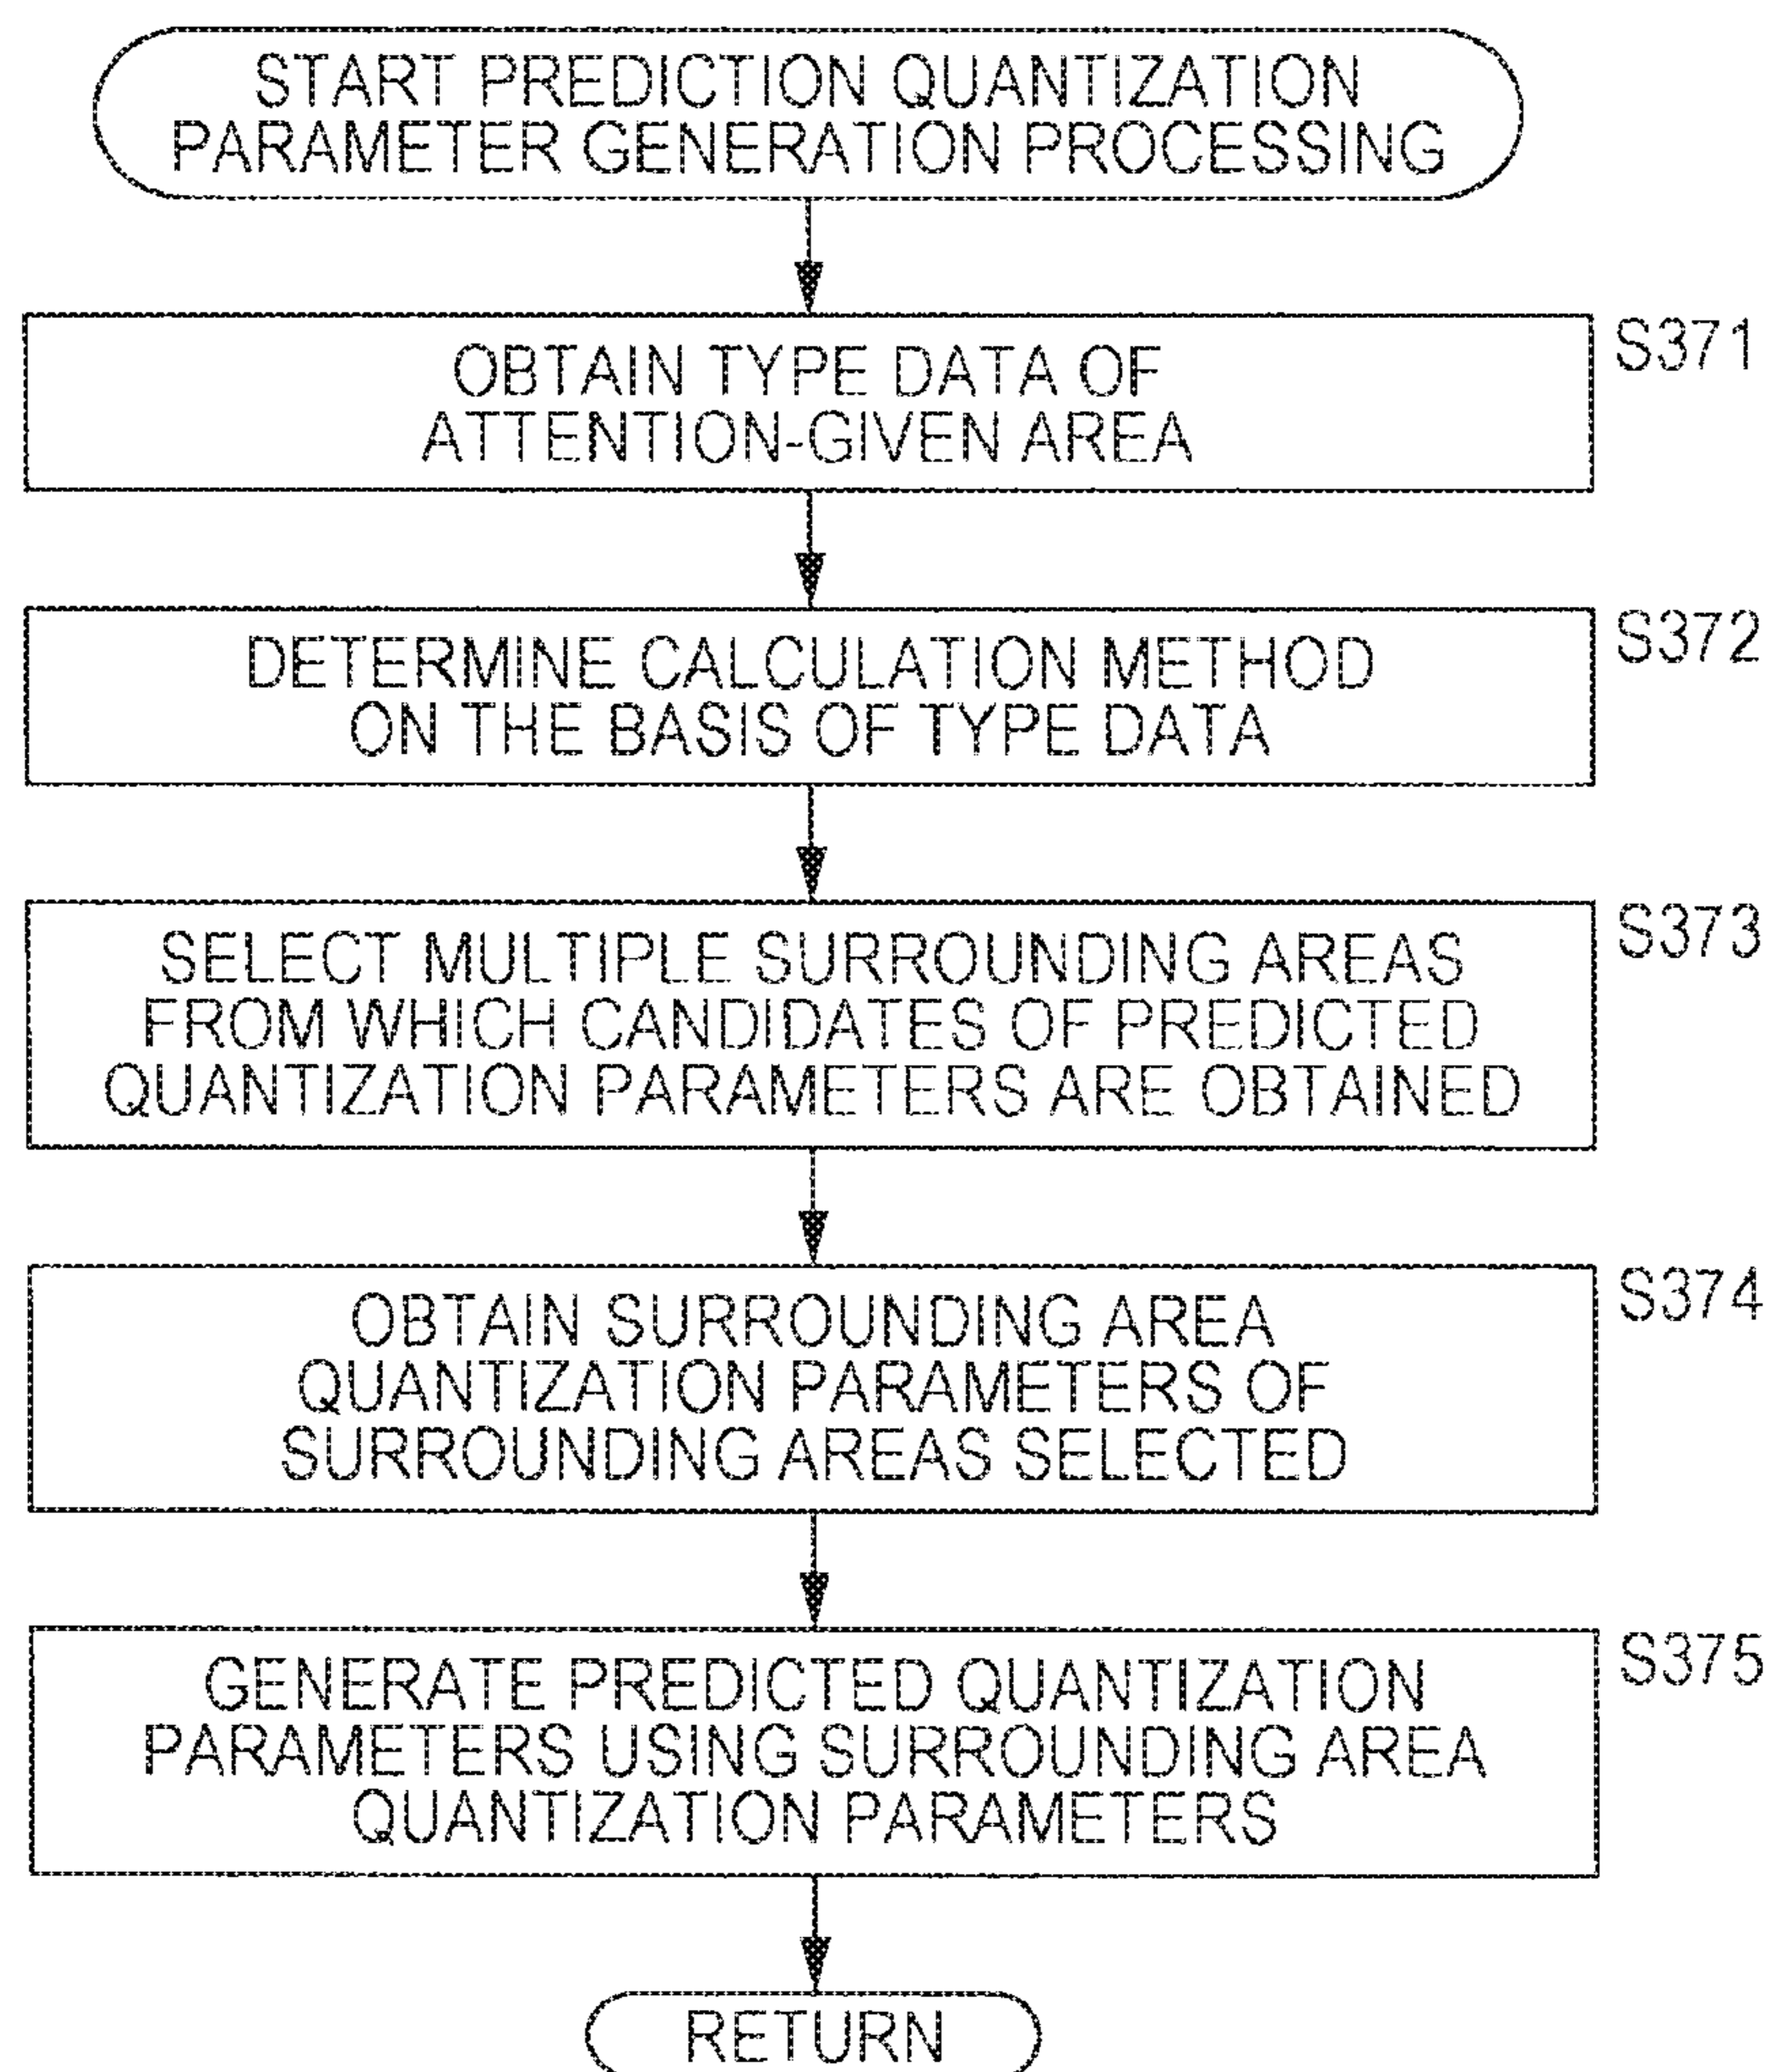 START PREDICTION QUANTIZATION
PARAMETER GENERATION PROCESSING
OBTAIN TYPE DATA OF
ATTENTION-GIVEN AREA
S371
DETERMINE CALCULATION METHOD
ON THE BASIS OF TYPE DATA
S372
SELECT MULTIPLE SURROUNDING AREAS
FROM WHICH CANDIDATES OF PREDICTED
QUANTIZATION PARAMETERS ARE OBTAINED
S373
OBTAIN SURROUNDING AREA
QUANTIZATION PARAMETERS OF
SURROUNDING AREAS SELECTED
S374
GENERATE PREDICTED QUANTIZATION
PARAMETERS USING SURROUNDING AREA
QUANTIZATION PARAMETERS
S375
RETURN